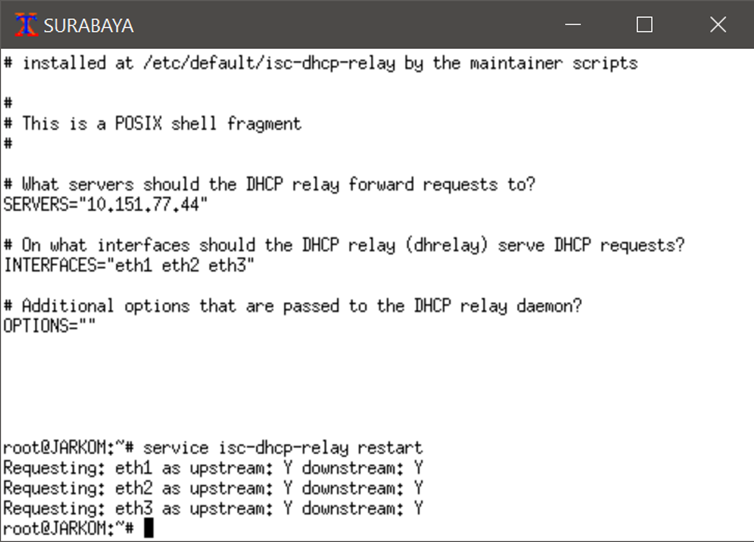 SURABAYA
# installed at /etc/default/isc-dhcp-relay by the maintainer scripts
#
# This is a POSIX shell fragment
#
# What servers should the DHCP relay forward requests to?
SERVERS="10.151.77.44"
# On what interfaces should the DHCP relay (dhrelay) serve DHCP requests?
INTERFACES="eth1 eth2 eth3"
# Additional options that are passed to the DHCP relay daemon?
OPTIONS=""
root@JARKOM:~# service isc-dhcp-relay restart
Requesting: eth1 as upstream: Y downstream: Y
Requesting: eth2 as upstream: Y downstream: Y
Requesting: eth3 as upstream: Y downstream: Y
root@JARKOM:~#